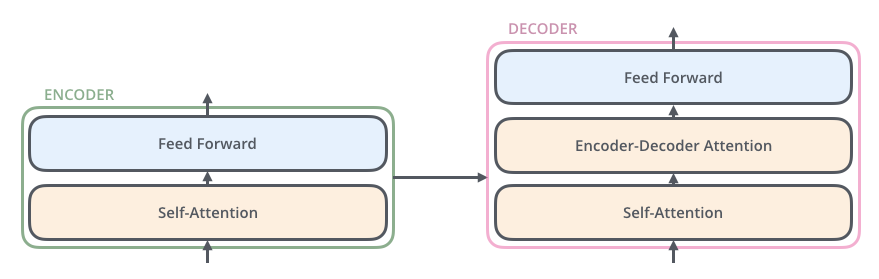 ENCODER
Feed Forward
Self-Attention
DECODER
Feed Forward
Encoder-Decoder Attention
Self-Attention